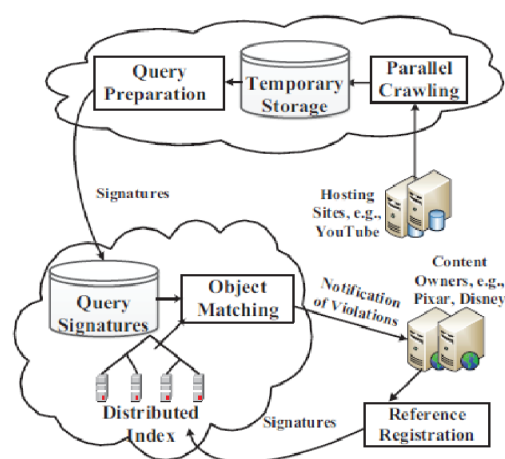 Query
Preparation
Temporary
Storage
Parallel
Crawling
Signatures
Hosting
Sites, e.g.,
YouTube
Query
Signatures
Object
Matching
Notification
of Violations
Content
Owners, e.g.,
Pixar, Disney
Distributed
Index
Signatures
Reference
Registration